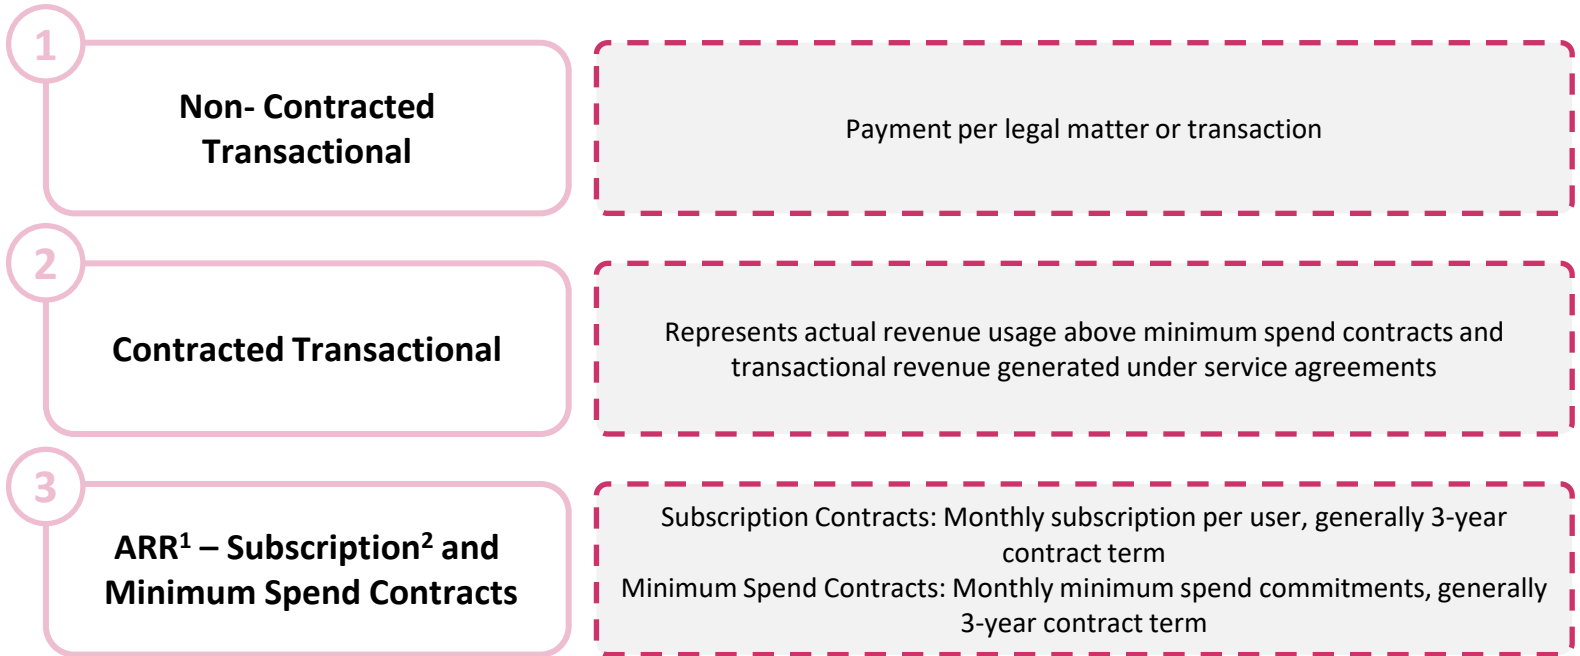 1
Non- Contracted
Transactional
Payment per legal matter or transaction
2
Contracted Transactional
Represents actual revenue usage above minimum spend contracts and
transactional revenue generated under service agreements
3
ARR¹ – Subscription² and
Minimum Spend Contracts
Subscription Contracts: Monthly subscription per user, generally 3-year
contract term
Minimum Spend Contracts: Monthly minimum spend commitments, generally
3-year contract term